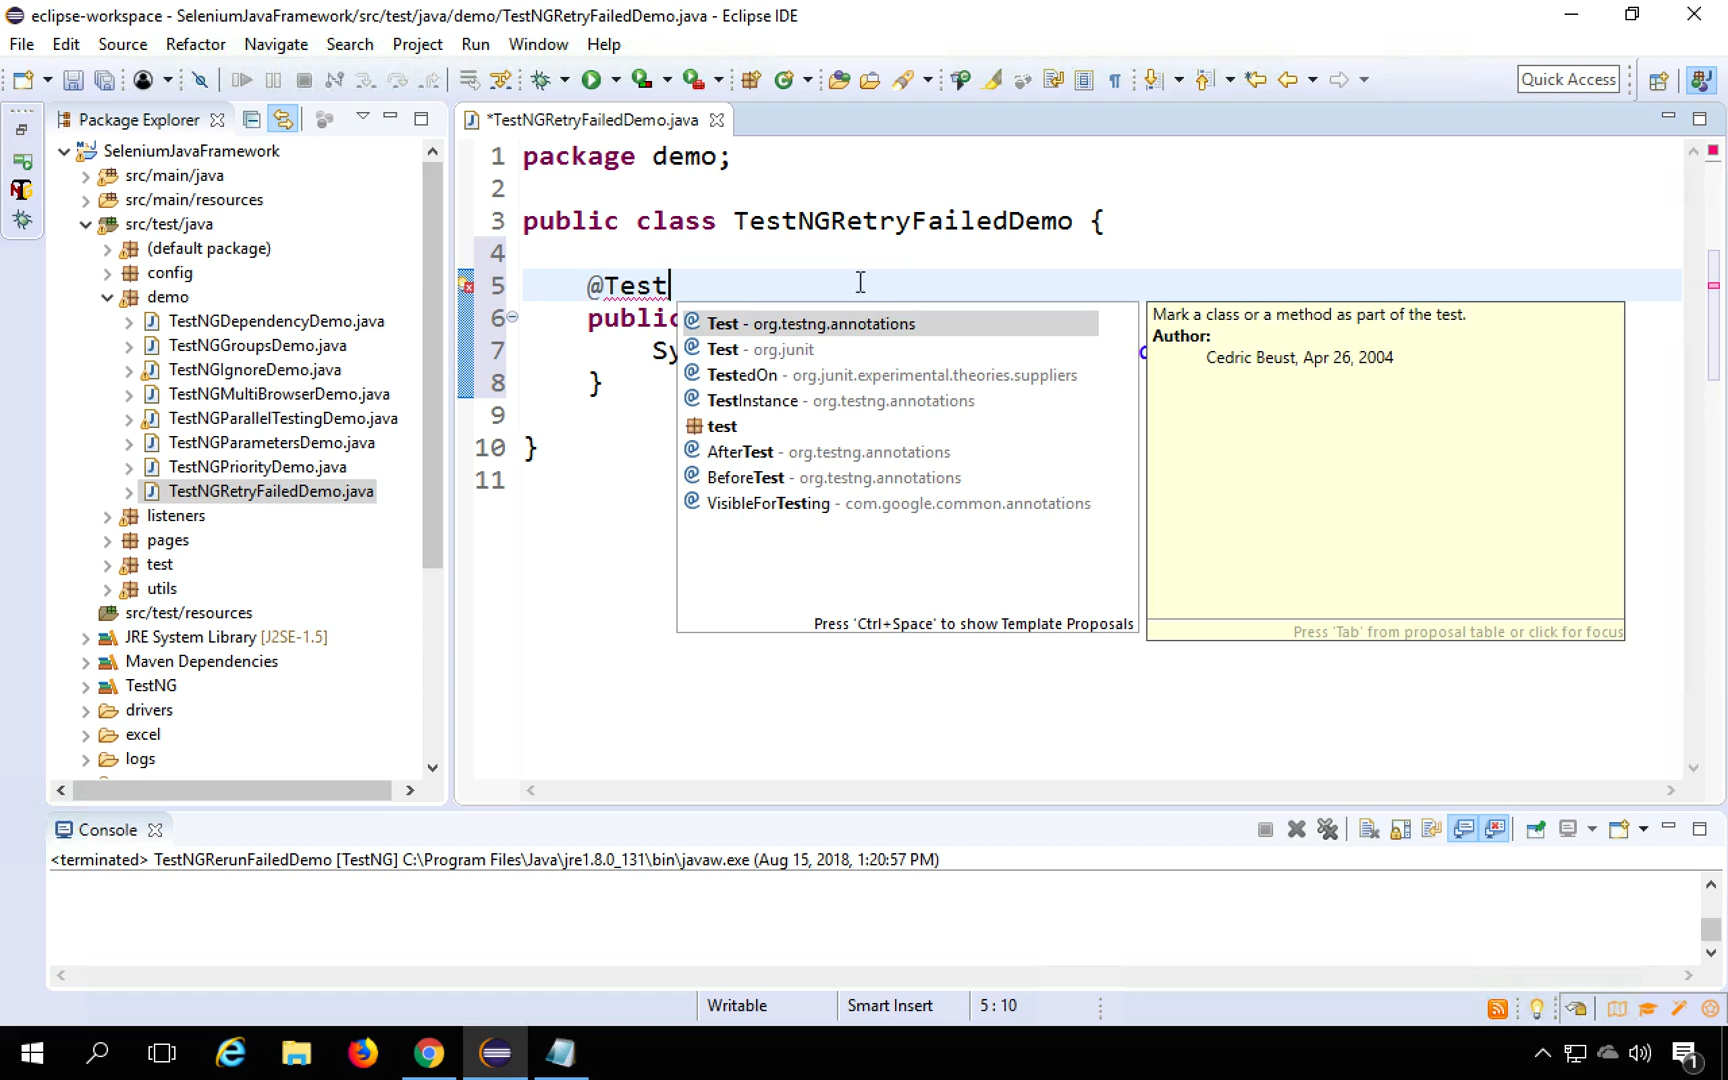 eclipse-workspace - SeleniumJavaFramework/src/test/java/demo/TestNGRetryFailedDemo.java - Eclipse IDE
File Edit Source Refactor Navigate Search Project Run Window Help
Quick Access
Package Explorer
SeleniumJavaFramework
src/main/java
src/main/resources
src/test/java
(default package)
config
demo
TestNGDependencyDemo.java
TestNGGroupsDemo.java
TestNGIgnoreDemo.java
TestNGMultiBrowserDemo.java
TestNGParallelTestingDemo.java
TestNGParametersDemo.java
TestNGPriorityDemo.java
TestNGRetryFailedDemo.java
listeners
pages
test
utils
src/test/resources
JRE System Library [J2SE-1.5]
Maven Dependencies
TestNG
drivers
excel
logs
*TestNGRetryFailedDemo.java
1 package demo;
2
3 public class TestNGRetryFailedDemo {
4
5 @Test
6 public
7 Sy
8 }
9
10 }
11
Test - org.testng.annotations
Test - org.junit
TestedOn - org.junit.experimental.theories.suppliers
TestInstance - org.testng.annotations
test
AfterTest - org.testng.annotations
BeforeTest - org.testng.annotations
VisibleForTesting - com.google.common.annotations
Press 'Ctrl+Space' to show Template Proposals
Mark a class or a method as part of the test.
Author:
Cedric Beust, Apr 26, 2004
Press 'Tab' from proposal table or click for focus
Console
<terminated> TestNGRerunFailedDemo [TestNG] C:\Program Files\Java\jre1.8.0_131\bin\javaw.exe (Aug 15, 2018, 1:20:57 PM)
Writable Smart Insert 5 : 10
1